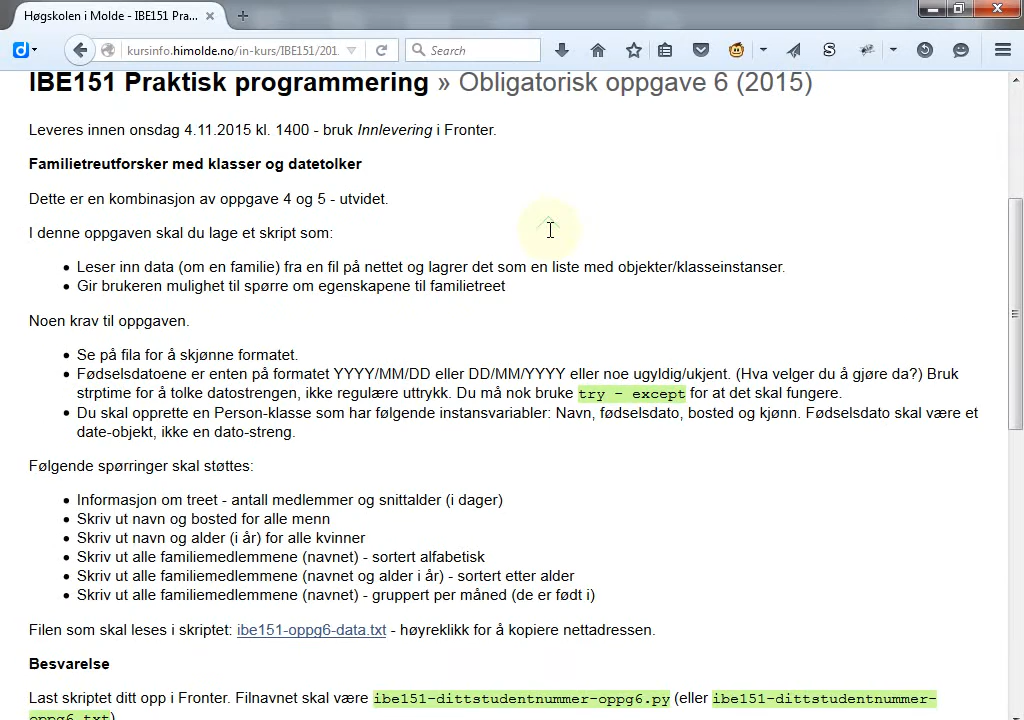 Høgskolen i Molde - IBE151 Pra...
kursinfo.himolde.no/in-kurs/IBE151/201
Search
IBE151 Praktisk programmering » Obligatorisk oppgave 6 (2015)
Leveres innen onsdag 4.11.2015 kl. 1400 - bruk Innlevering i Fronter.
Familietreutforsker med klasser og datetolker
Dette er en kombinasjon av oppgave 4 og 5 - utvidet.
I denne oppgaven skal du lage et skript som:
Leser inn data (om en familie) fra en fil på nettet og lagrer det som en liste med objekter/klasseinstanser.
Gir brukeren mulighet til spørre om egenskapene til familietreet
Noen krav til oppgaven.
Se på fila for å skjønne formatet.
Fødselsdatoene er enten på formatet YYYY/MM/DD eller DD/MM/YYYY eller noe ugyldig/ukjent. (Hva velger du å gjøre da?) Bruk
strptime for å tolke datostrengen, ikke regulære uttrykk. Du må nok bruke try - except for at det skal fungere.
Du skal opprette en Person-klasse som har følgende instansvariabler: Navn, fødselsdato, bosted og kjønn. Fødselsdato skal være et
date-objekt, ikke en dato-streng.
Følgende spørringer skal støttes:
Informasjon om treet - antall medlemmer og snittalder (i dager)
Skriv ut navn og bosted for alle menn
Skriv ut navn og alder (i år) for alle kvinner
Skriv ut alle familiemedlemmene (navnet) - sortert alfabetisk
Skriv ut alle familiemedlemmene (navnet og alder i år) - sortert etter alder
Skriv ut alle familiemedlemmene (navnet) - gruppert per måned (de er født i)
Filen som skal leses i skriptet: ibe151-oppg6-data.txt - høyreklikk for å kopiere nettadressen.
Besvarelse
Last skriptet ditt opp i Fronter. Filnavnet skal være ibe151-dittstudentnummer-oppg6.py (eller ibe151-dittstudentnummer-
oppg6.txt)